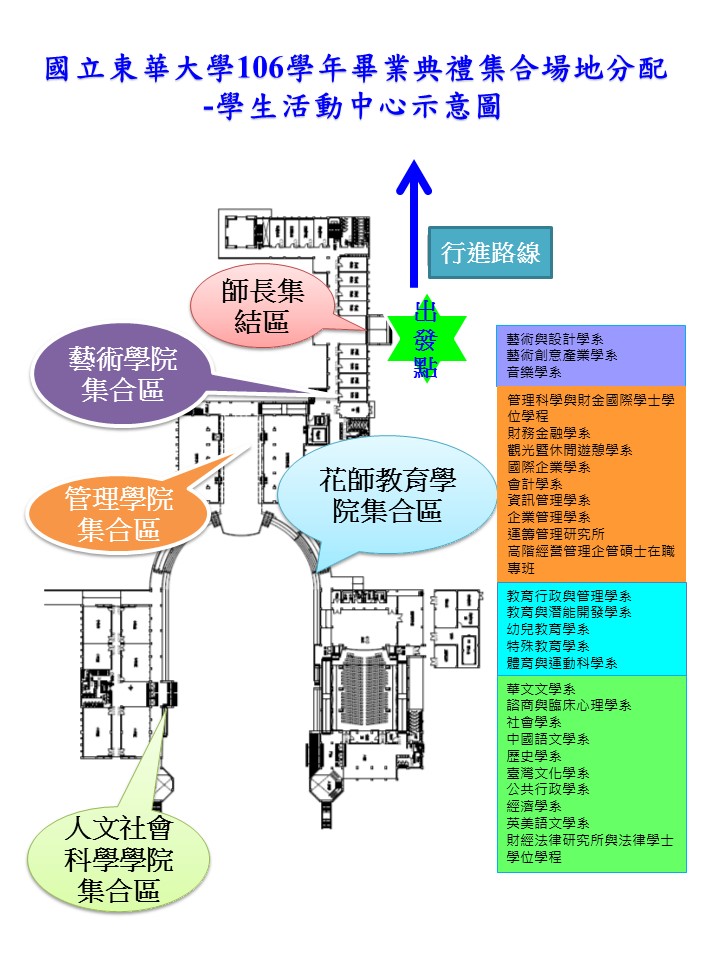 國立東華大學106學年畢業典禮集合場地分配
-學生活動中心示意圖
行進路線
師長集
結區
出
發
點
藝術學院
集合區
管理學院
集合區
花師教育學
院集合區
人文社會
科學學院
集合區
藝術與設計學系
藝術創意產業學系
音樂學系
管理科學與財金國際學士學
位學程
財務金融學系
觀光暨休閒遊憩學系
國際企業學系
會計學系
資訊管理學系
企業管理學系
運籌管理研究所
高階經營管理企管碩士在職
專班
教育行政與管理學系
教育與潛能開發學系
幼兒教育學系
特殊教育學系
體育與運動科學系
華文文學系
諮商與臨床心理學系
社會學系
中國語文學系
歷史學系
臺灣文化學系
公共行政學系
經濟學系
英美語文學系
財經法律研究所與法律學士
學位學程